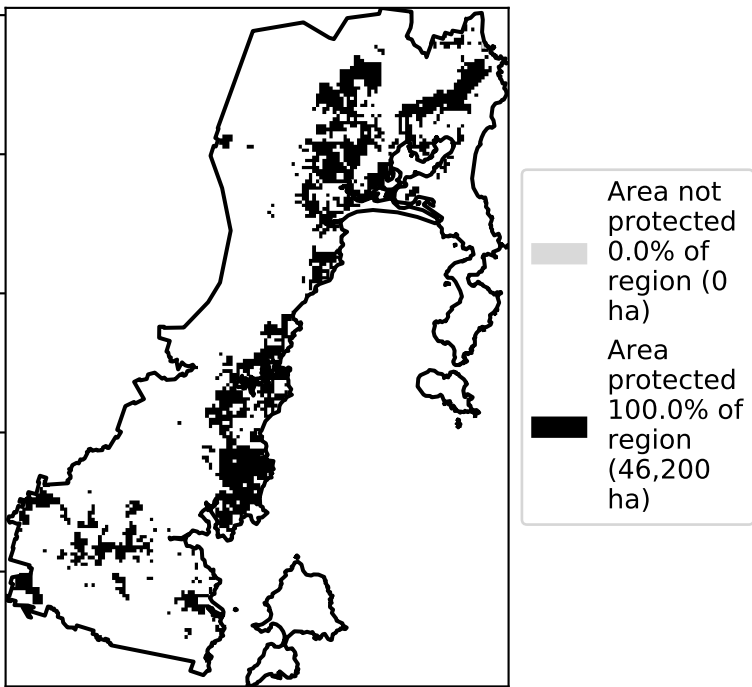 Area not
protected
0.0% of
region (0
ha)
Area
protected
100.0% of
region
(46,200
ha)